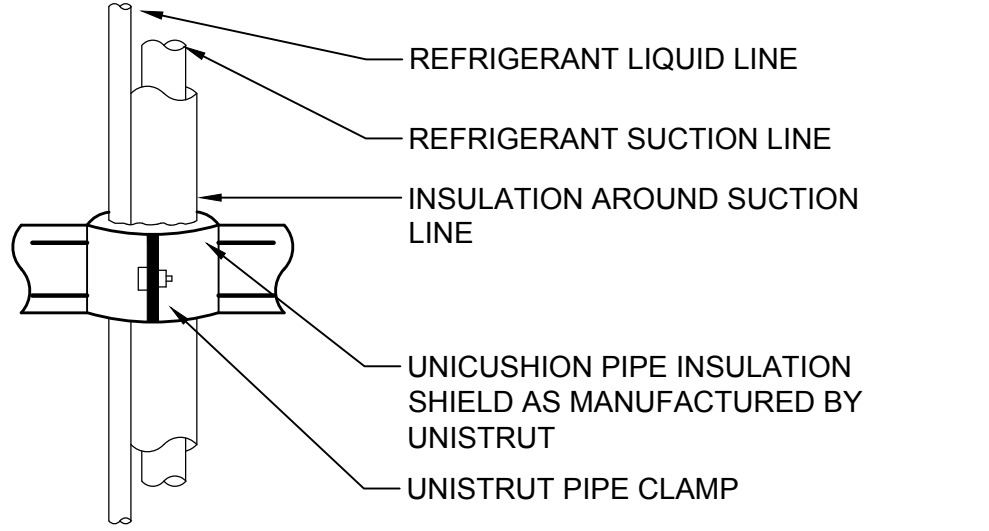 REFRIGERANT LIQUID LINE
REFRIGERANT SUCTION LINE
INSULATION AROUND SUCTION
LINE
UNICUSHION PIPE INSULATION
SHIELD AS MANUFACTURED BY
UNISTRUT
UNISTRUT PIPE CLAMP